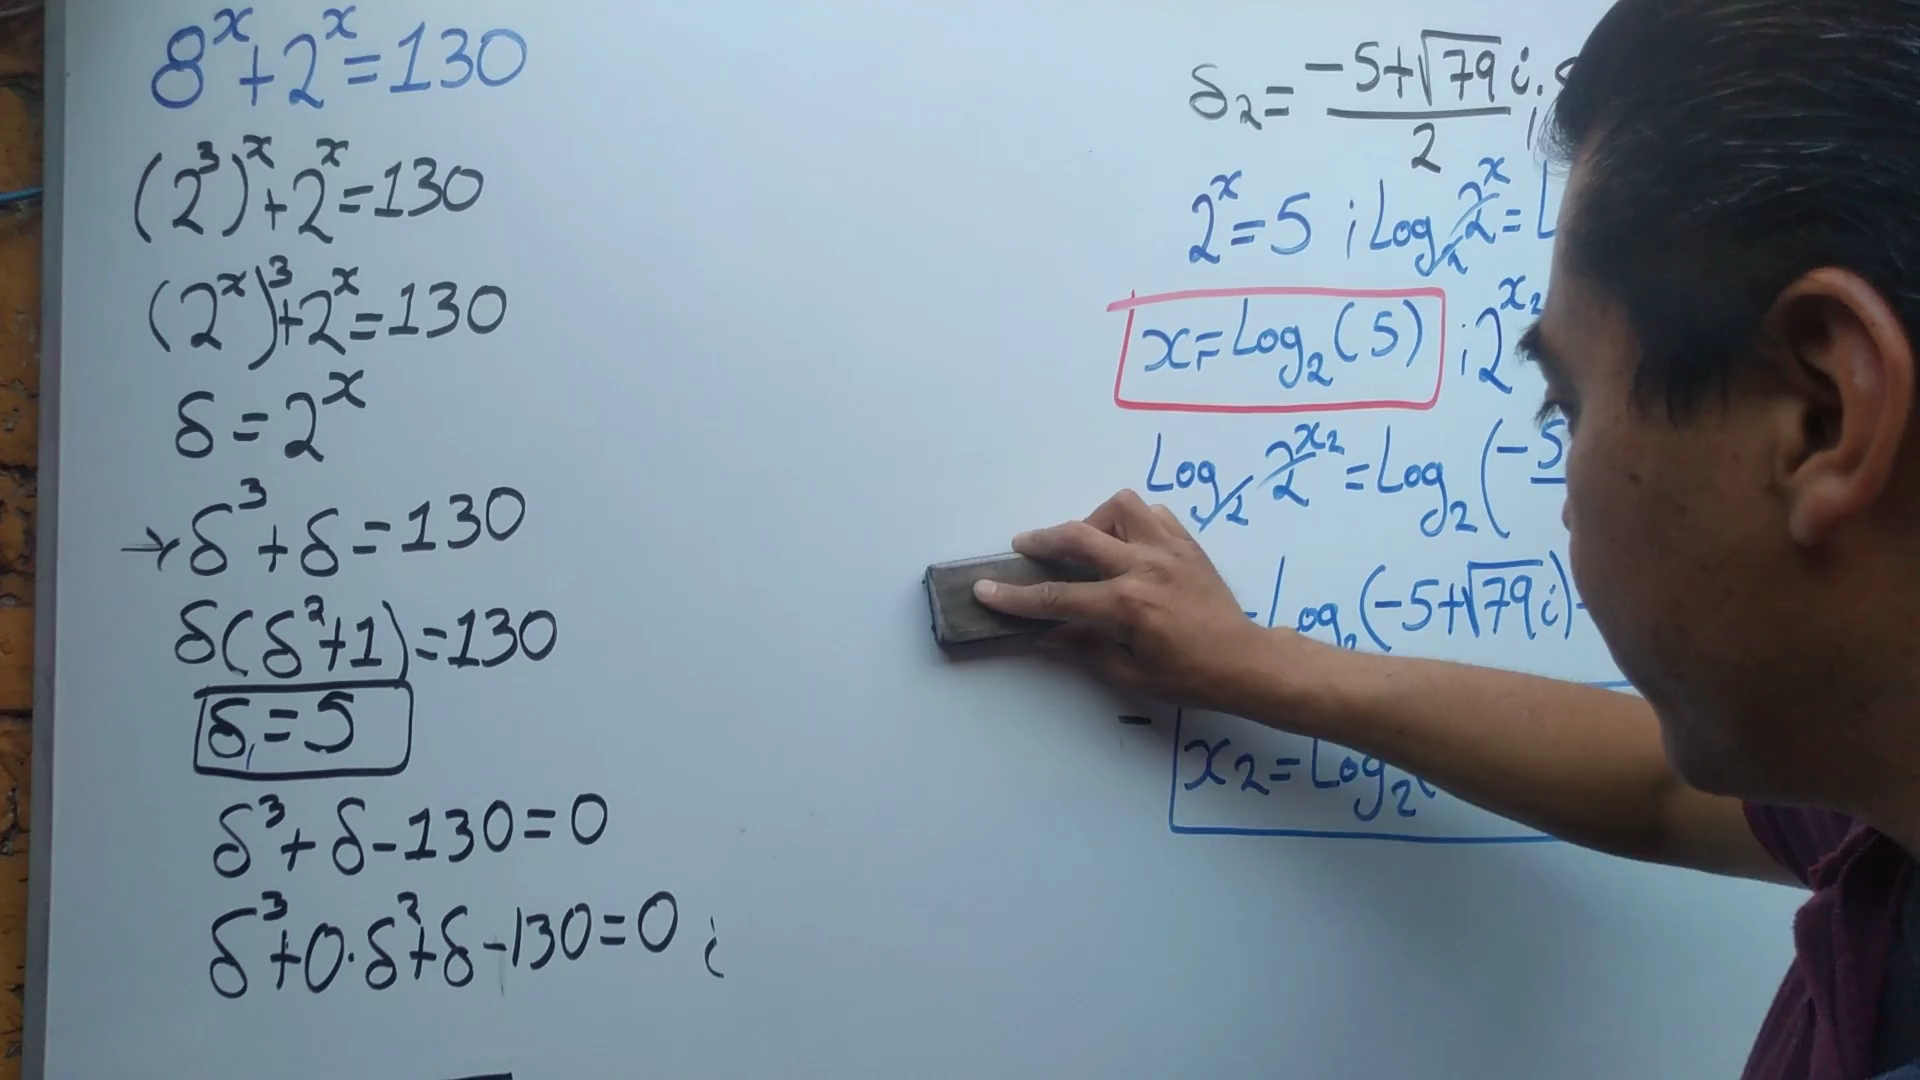 8^x+2^x=130
(2^3)^x+2^x=130
(2^x)^3+2^x=130
δ=2^x
→δ^3+δ=130
δ(δ^2+1)=130
δ₁=5
δ^3+δ-130=0
δ^3+0·δ^2+δ-130=0 ;
δ₂=(-5+√79 i)/2 ;
2^x=5 ; Log₂ 2^x=L
x=Log₂(5) ; 2^x₂
Log₂ 2^x₂=Log₂(-5
=Log₂(-5+√79 i)-
x₂=Log₂(